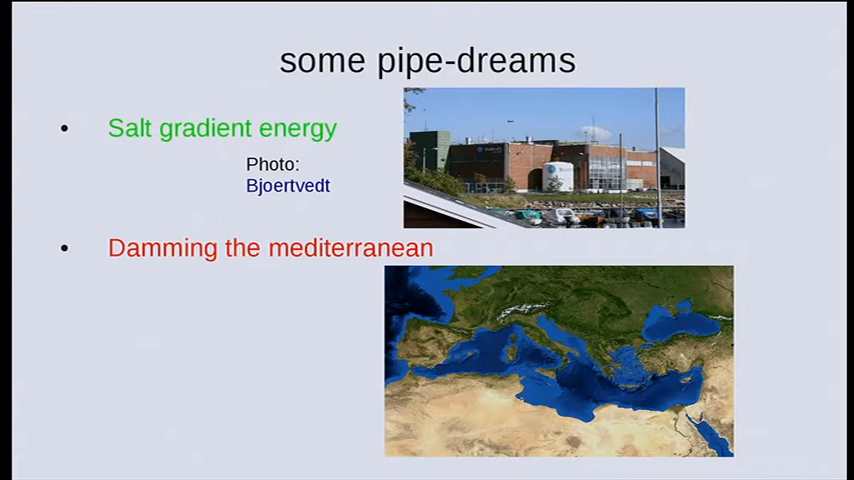 some pipe-dreams
Salt gradient energy
Photo:
Bjoertvedt
Damming the mediterranean